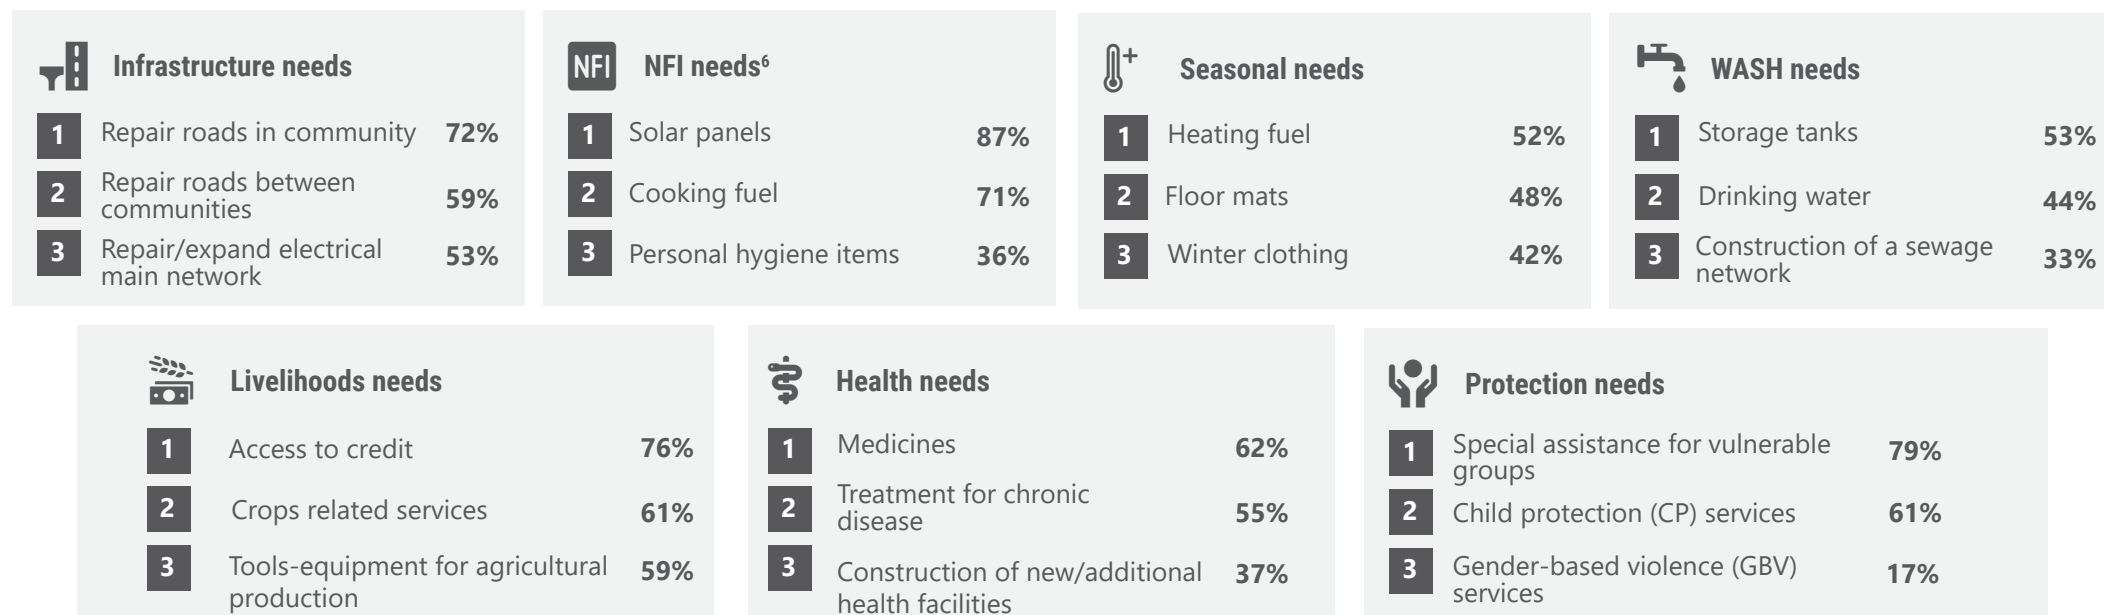 Infrastructure needs
1 Repair roads in community 72%
2 Repair roads between
communities 59%
3 Repair/expand electrical
main network 53%
NFI NFI needs⁶
1 Solar panels 87%
2 Cooking fuel 71%
3 Personal hygiene items 36%
Seasonal needs
1 Heating fuel 52%
2 Floor mats 48%
3 Winter clothing 42%
WASH needs
1 Storage tanks 53%
2 Drinking water 44%
3 Construction of a sewage
network 33%
Livelihoods needs
1 Access to credit 76%
2 Crops related services 61%
3 Tools-equipment for agricultural 59%
production
Health needs
1 Medicines 62%
2 Treatment for chronic
disease 55%
3 Construction of new/additional 37%
health facilities
Protection needs
1 Special assistance for vulnerable 79%
groups
2 Child protection (CP) services 61%
3 Gender-based violence (GBV) 17%
services